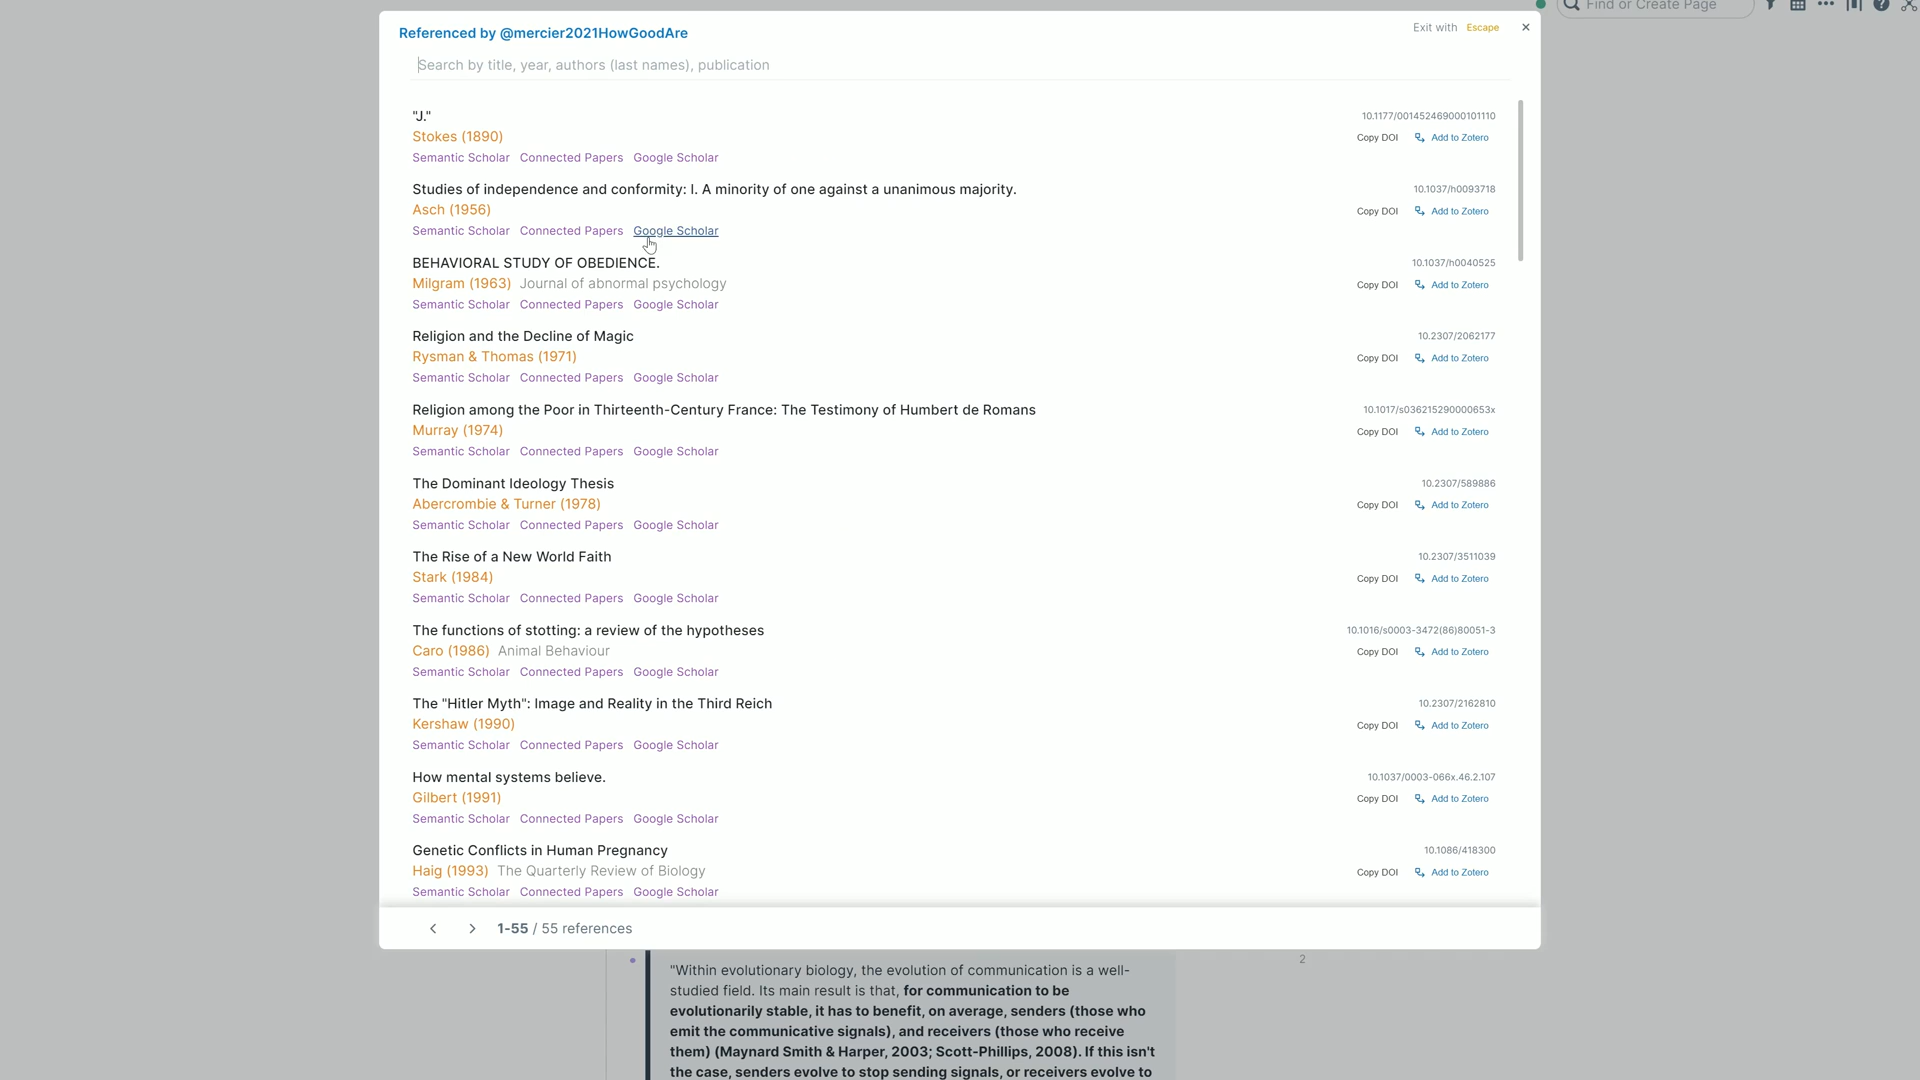 Find or Create Page
Referenced by @mercier2021HowGoodAre
Exit with Escape
Search by title, year, authors (last names), publication
"J."
10.1177/001452469000101110
Stokes (1890)
Copy DOI Add to Zotero
Semantic Scholar Connected Papers Google Scholar
Studies of independence and conformity: I. A minority of one against a unanimous majority.
10.1037/h0093718
Asch (1956)
Copy DOI Add to Zotero
Semantic Scholar Connected Papers Google Scholar
BEHAVIORAL STUDY OF OBEDIENCE.
10.1037/h0040525
Milgram (1963) Journal of abnormal psychology
Copy DOI Add to Zotero
Semantic Scholar Connected Papers Google Scholar
Religion and the Decline of Magic
10.2307/2062177
Rysman & Thomas (1971)
Copy DOI Add to Zotero
Semantic Scholar Connected Papers Google Scholar
Religion among the Poor in Thirteenth-Century France: The Testimony of Humbert de Romans
10.1017/s036215290000653x
Murray (1974)
Copy DOI Add to Zotero
Semantic Scholar Connected Papers Google Scholar
The Dominant Ideology Thesis
10.2307/589886
Abercrombie & Turner (1978)
Copy DOI Add to Zotero
Semantic Scholar Connected Papers Google Scholar
The Rise of a New World Faith
10.2307/3511039
Stark (1984)
Copy DOI Add to Zotero
Semantic Scholar Connected Papers Google Scholar
The functions of stotting: a review of the hypotheses
10.1016/s0003-3472(86)80051-3
Caro (1986) Animal Behaviour
Copy DOI Add to Zotero
Semantic Scholar Connected Papers Google Scholar
The "Hitler Myth": Image and Reality in the Third Reich
10.2307/2162810
Kershaw (1990)
Copy DOI Add to Zotero
Semantic Scholar Connected Papers Google Scholar
How mental systems believe.
10.1037/0003-066x.46.2.107
Gilbert (1991)
Copy DOI Add to Zotero
Semantic Scholar Connected Papers Google Scholar
Genetic Conflicts in Human Pregnancy
10.1086/418300
Haig (1993) The Quarterly Review of Biology
Copy DOI Add to Zotero
Semantic Scholar Connected Papers Google Scholar
1-55 / 55 references
2
"Within evolutionary biology, the evolution of communication is a well-
studied field. Its main result is that, for communication to be
evolutionarily stable, it has to benefit, on average, senders (those who
emit the communicative signals), and receivers (those who receive
them) (Maynard Smith & Harper, 2003; Scott-Phillips, 2008). If this isn't
the case, senders evolve to stop sending signals, or receivers evolve to